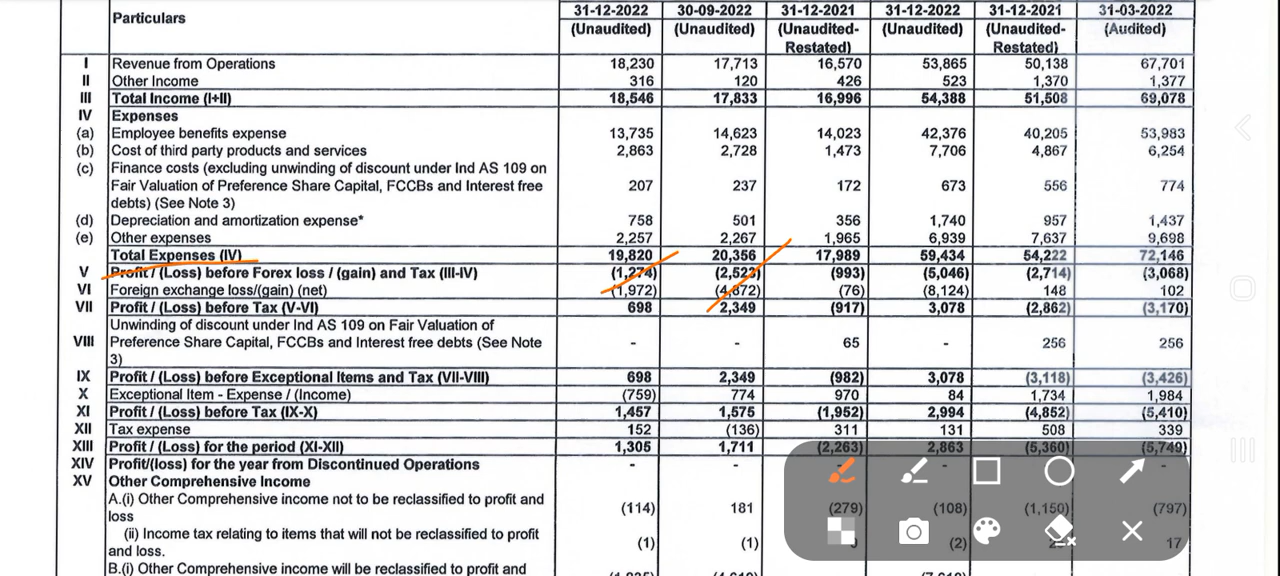 Particulars 31-12-2022 30-09-2022 31-12-2021 31-12-2022 31-12-2021 31-03-2022
(Unaudited) (Unaudited) (Unaudited- (Unaudited) (Unaudited- (Audited)
Restated) Restated)
I Revenue from Operations 18,230 17,713 16,570 53,865 50,138 67,701
II Other Income 316 120 426 523 1,370 1,377
III Total Income (I+II) 18,546 17,833 16,996 54,388 51,508 69,078
IV Expenses
(a) Employee benefits expense 13,735 14,623 14,023 42,376 40,205 53,983
(b) Cost of third party products and services 2,863 2,728 1,473 7,706 4,867 6,254
(c) Finance costs (excluding unwinding of discount under Ind AS 109 on
Fair Valuation of Preference Share Capital, FCCBs and Interest free 207 237 172 673 556 774
debts) (See Note 3)
(d) Depreciation and amortization expense* 758 501 356 1,740 957 1,437
(e) Other expenses 2,257 2,267 1,965 6,939 7,637 9,698
Total Expenses (IV) 19,820 20,356 17,989 59,434 54,222 72,146
V Profit / (Loss) before Forex loss / (gain) and Tax (III-IV) (1,274) (2,523) (993) (5,046) (2,714) (3,068)
VI Foreign exchange loss/(gain) (net) (1,972) (4,872) (76) (8,124) 148 102
VII Profit / (Loss) before Tax (V-VI) 698 2,349 (917) 3,078 (2,862) (3,170)
Unwinding of discount under Ind AS 109 on Fair Valuation of
VIII Preference Share Capital, FCCBs and Interest free debts (See Note - - 65 - 256 256
3)
IX Profit / (Loss) before Exceptional Items and Tax (VII-VIII) 698 2,349 (982) 3,078 (3,118) (3,426)
X Exceptional Item - Expense / (Income) (759) 774 970 84 1,734 1,984
XI Profit / (Loss) before Tax (IX-X) 1,457 1,575 (1,952) 2,994 (4,852) (5,410)
XII Tax expense 152 (136) 311 131 508 339
XIII Profit / (Loss) for the period (XI-XII) 1,305 1,711 (2,263) 2,863 (5,360) (5,749)
XIV Profit/(loss) for the year from Discontinued Operations - - - -
XV Other Comprehensive Income
A.(i) Other Comprehensive income not to be reclassified to profit and (114) 181 (279) (108) (1,150) (797)
loss
(ii) Income tax relating to items that will not be reclassified to profit (1) (1) (2) 17
and loss.
B.(i) Other Comprehensive income will be reclassified to profit and